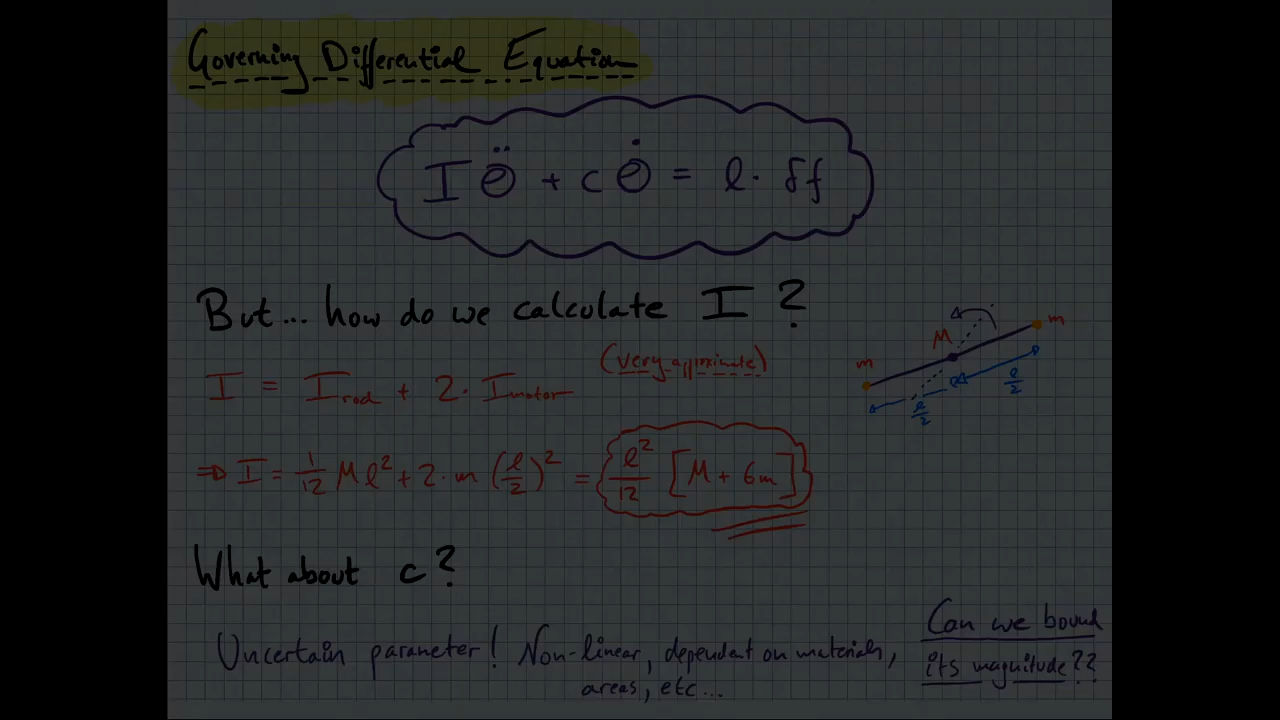 Governing Differential Equation
I ë + c ė = l · δf
But... how do we calculate I ?
(very approximate)
I = I_rod + 2 · I_motor
m M m
l/2 l/2
⇒ I = 1/12 M l² + 2 · m (l/2)² = l²/12 [M + 6m]
What about c ?
Uncertain parameter! Non-linear, dependent on materials,
areas, etc...
Can we bound
its magnitude??